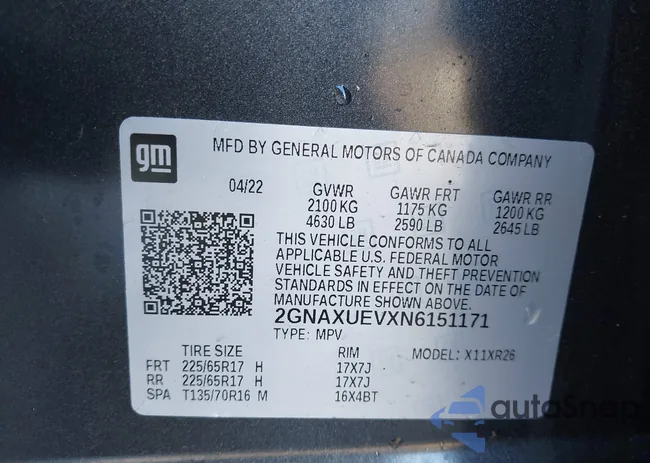 gm
MFD BY GENERAL MOTORS OF CANADA COMPANY
04/22 GVWR GAWR FRT GAWR RR
2100 KG 1175 KG 1200 KG
4630 LB 2590 LB 2645 LB
THIS VEHICLE CONFORMS TO ALL
APPLICABLE U.S. FEDERAL MOTOR
VEHICLE SAFETY AND THEFT PREVENTION
STANDARDS IN EFFECT ON THE DATE OF
MANUFACTURE SHOWN ABOVE.
2GNAXUEVXN6151171
TYPE: MPV
TIRE SIZE RIM MODEL: X11XR26
FRT 225/65R17 H 17X7J
RR 225/65R17 H 17X7J
SPA T135/70R16 M 16X4BT
autoSnap